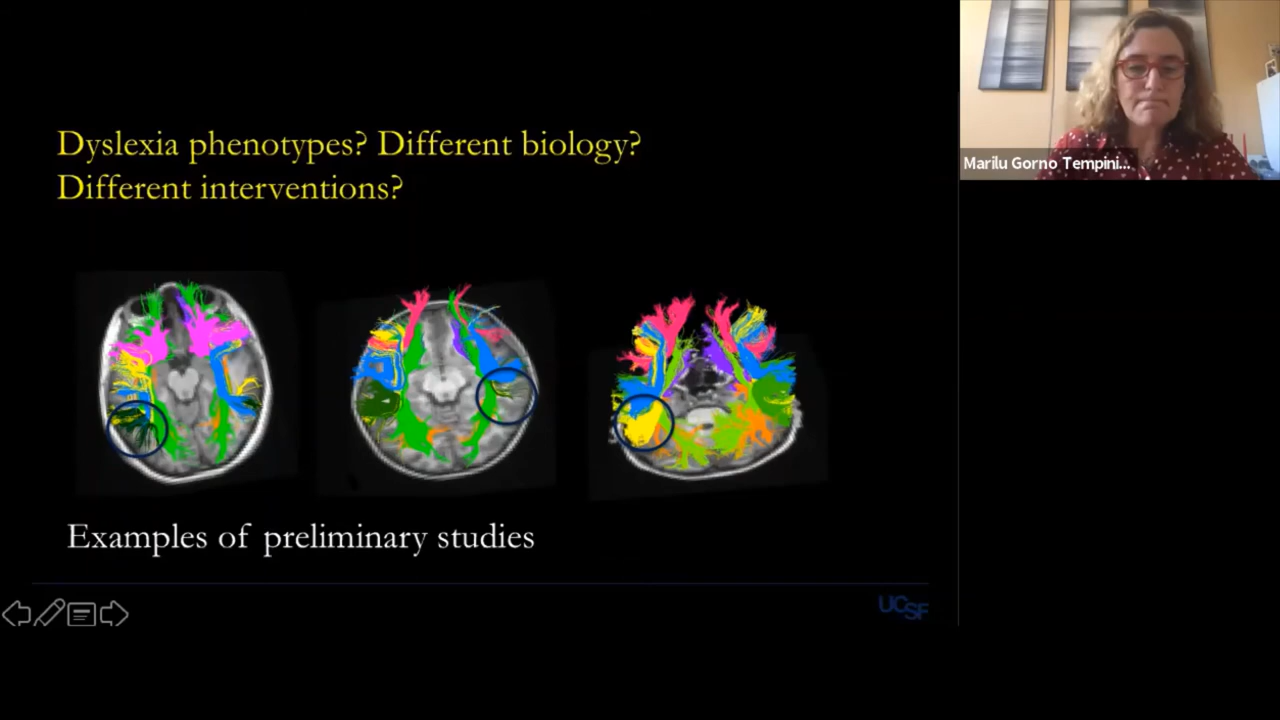 Dyslexia phenotypes? Different biology?
Different interventions?
Marilu Gorno Tempini...
Examples of preliminary studies
UCSF